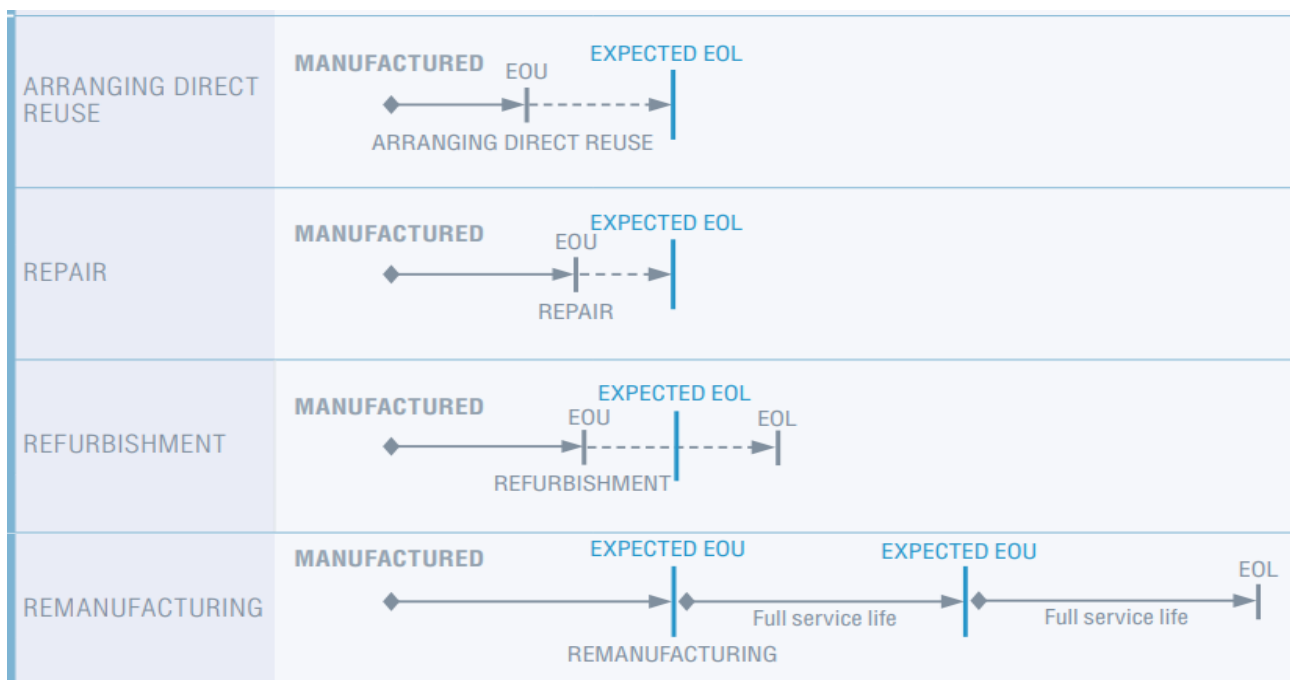 ARRANGING DIRECT
REUSE
MANUFACTURED
EOU
EXPECTED EOL
ARRANGING DIRECT REUSE
REPAIR
MANUFACTURED
EOU
EXPECTED EOL
REPAIR
REFURBISHMENT
MANUFACTURED
EOU
EXPECTED EOL
EOL
REFURBISHMENT
REMANUFACTURING
MANUFACTURED
EXPECTED EOU
EXPECTED EOU
EOL
Full service life
Full service life
REMANUFACTURING